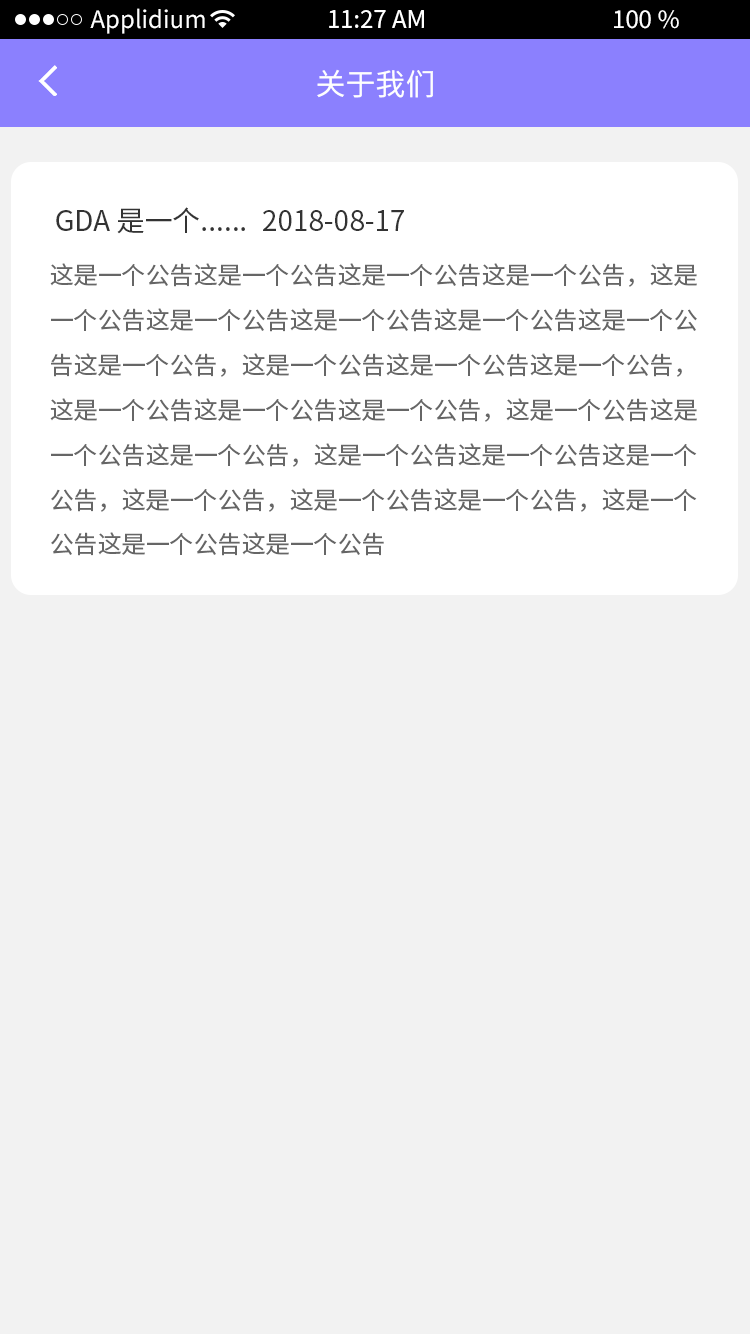 Applidium 11:27 AM 100 %
关于我们
GDA 是一个...... 2018-08-17
这是一个公告这是一个公告这是一个公告这是一个公告，这是
一个公告这是一个公告这是一个公告这是一个公告这是一个公
告这是一个公告，这是一个公告这是一个公告这是一个公告，
这是一个公告这是一个公告这是一个公告，这是一个公告这是
一个公告这是一个公告，这是一个公告这是一个公告这是一个
公告，这是一个公告，这是一个公告这是一个公告，这是一个
公告这是一个公告这是一个公告